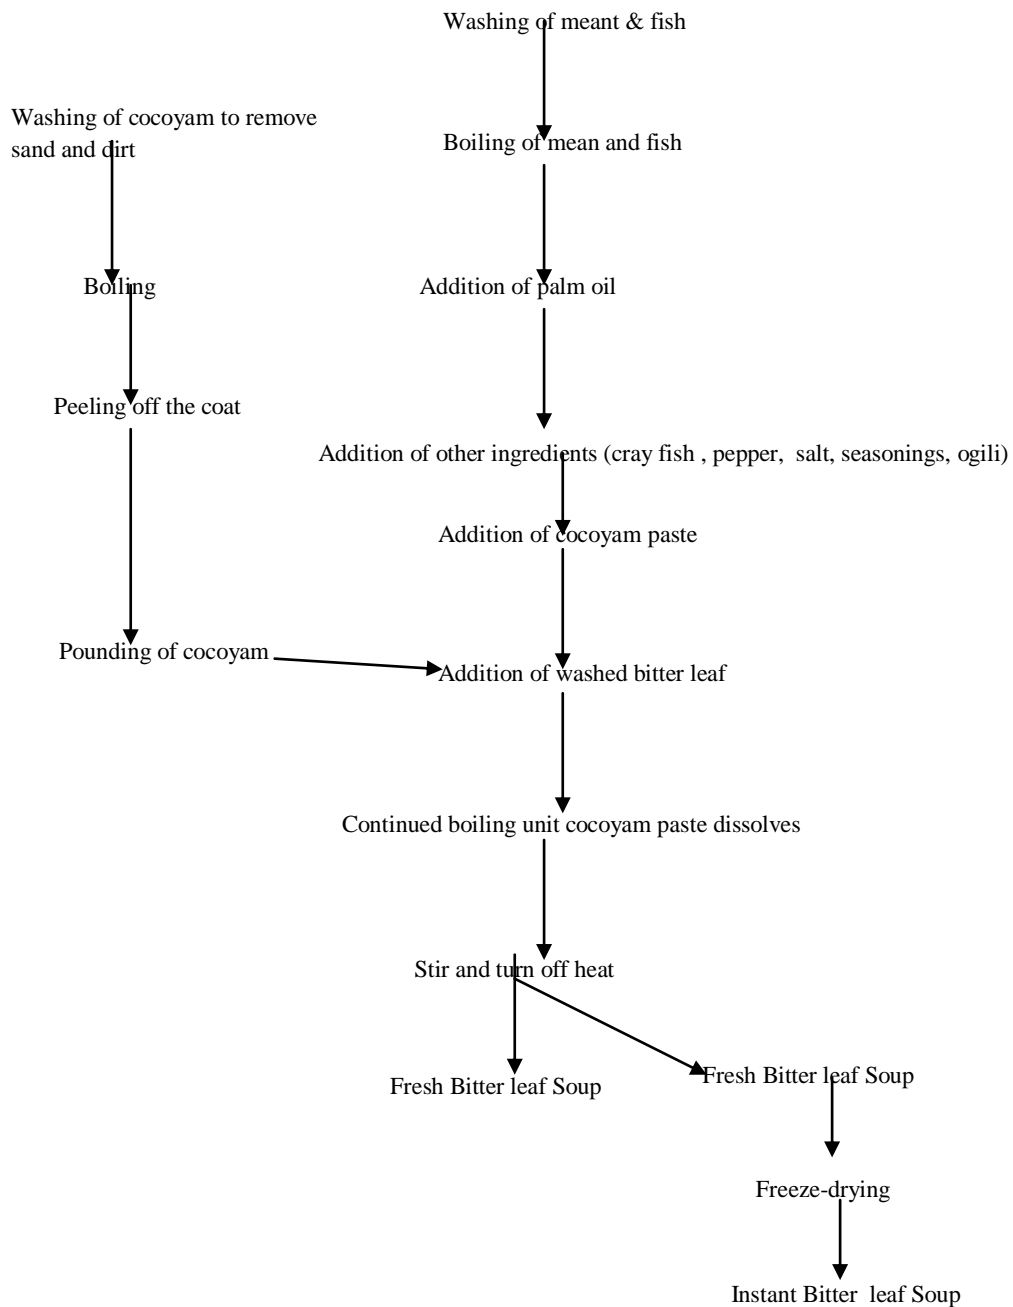 Washing of meant & fish
Washing of cocoyam to remove
sand and dirt
Boiling of mean and fish
Boiling
Addition of palm oil
Peeling off the coat
Addition of other ingredients (cray fish , pepper,  salt, seasonings, ogili)
Addition of cocoyam paste
Pounding of cocoyam
Addition of washed bitter leaf
Continued boiling unit cocoyam paste dissolves
Stir and turn off heat
Fresh Bitter leaf Soup
Fresh Bitter leaf Soup
Freeze-drying
Instant Bitter  leaf Soup